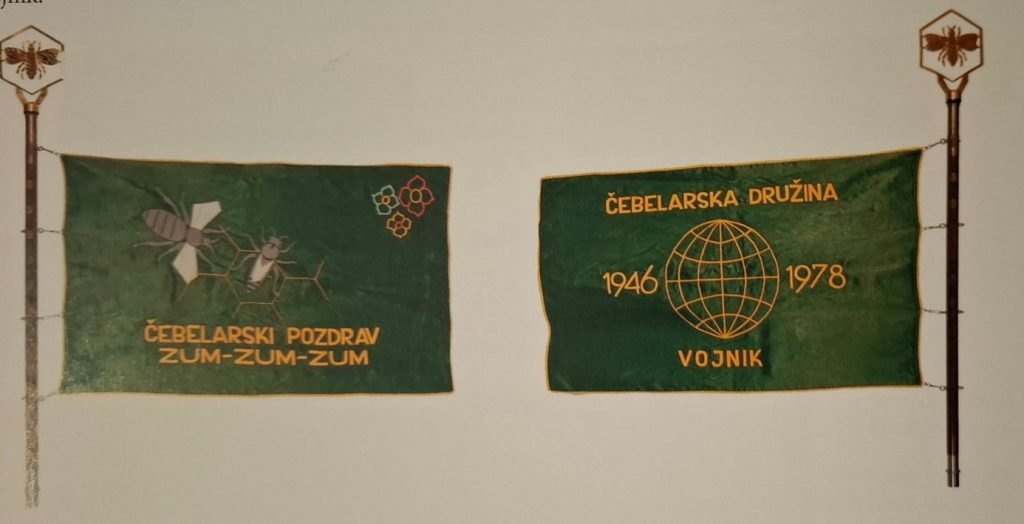 ČEBELARSKI POZDRAV
ZUM-ZUM-ZUM
ČEBELARSKA DRUŽINA
1946 1978
VOJNIK